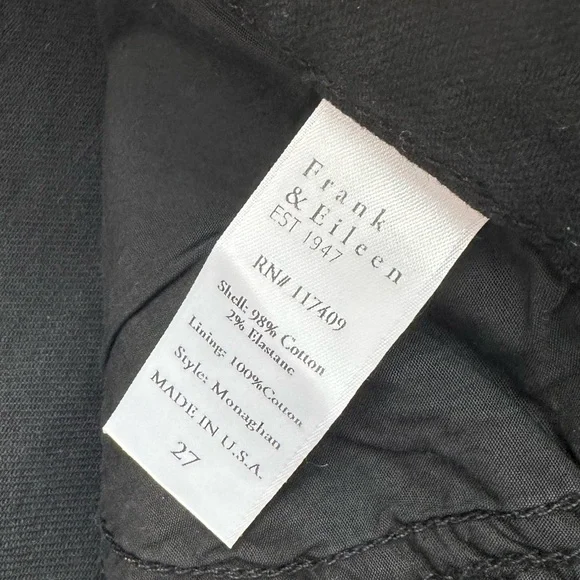 Frank
& Eileen
EST 1947
RN# 117409
Shell: 98% Cotton
2% Elastane
Lining: 100%Cotton
Style: Monaghan
MADE IN U.S.A.
27